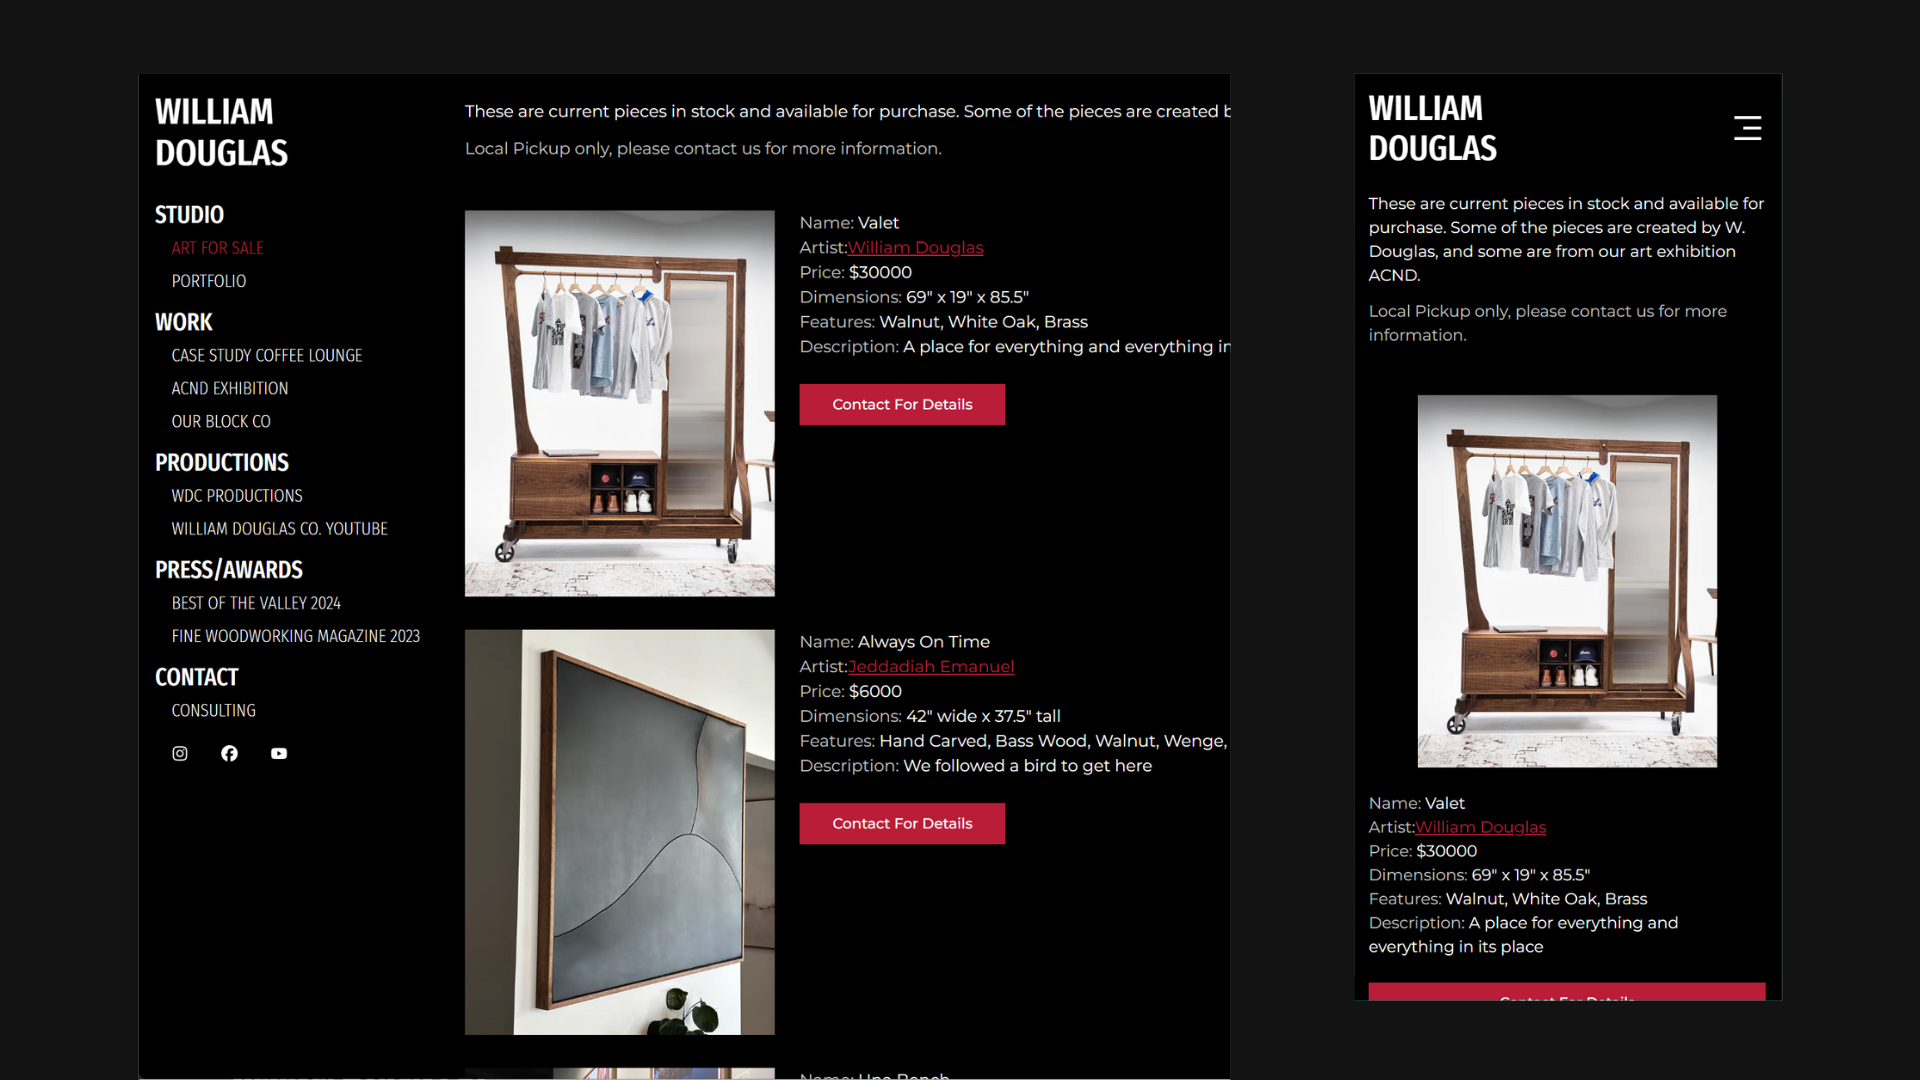 WILLIAM
DOUGLAS
STUDIO
ART FOR SALE
PORTFOLIO
WORK
CASE STUDY COFFEE LOUNGE
ACND EXHIBITION
OUR BLOCK CO
PRODUCTIONS
WDC PRODUCTIONS
WILLIAM DOUGLAS CO. YOUTUBE
PRESS/AWARDS
BEST OF THE VALLEY 2024
FINE WOODWORKING MAGAZINE 2023
CONTACT
CONSULTING
These are current pieces in stock and available for purchase. Some of the pieces are created
Local Pickup only, please contact us for more information.
Name: Valet
Artist:William Douglas
Price: $30000
Dimensions: 69" x 19" x 85.5"
Features: Walnut, White Oak, Brass
Description: A place for everything and everything in
Contact For Details
Name: Always On Time
Artist:Jeddadiah Emanuel
Price: $6000
Dimensions: 42" wide x 37.5" tall
Features: Hand Carved, Bass Wood, Walnut, Wenge,
Description: We followed a bird to get here
Contact For Details
WILLIAM
DOUGLAS
These are current pieces in stock and available for
purchase. Some of the pieces are created by W.
Douglas, and some are from our art exhibition
ACND.
Local Pickup only, please contact us for more
information.
Name: Valet
Artist:William Douglas
Price: $30000
Dimensions: 69" x 19" x 85.5"
Features: Walnut, White Oak, Brass
Description: A place for everything and
everything in its place
Contact For Details